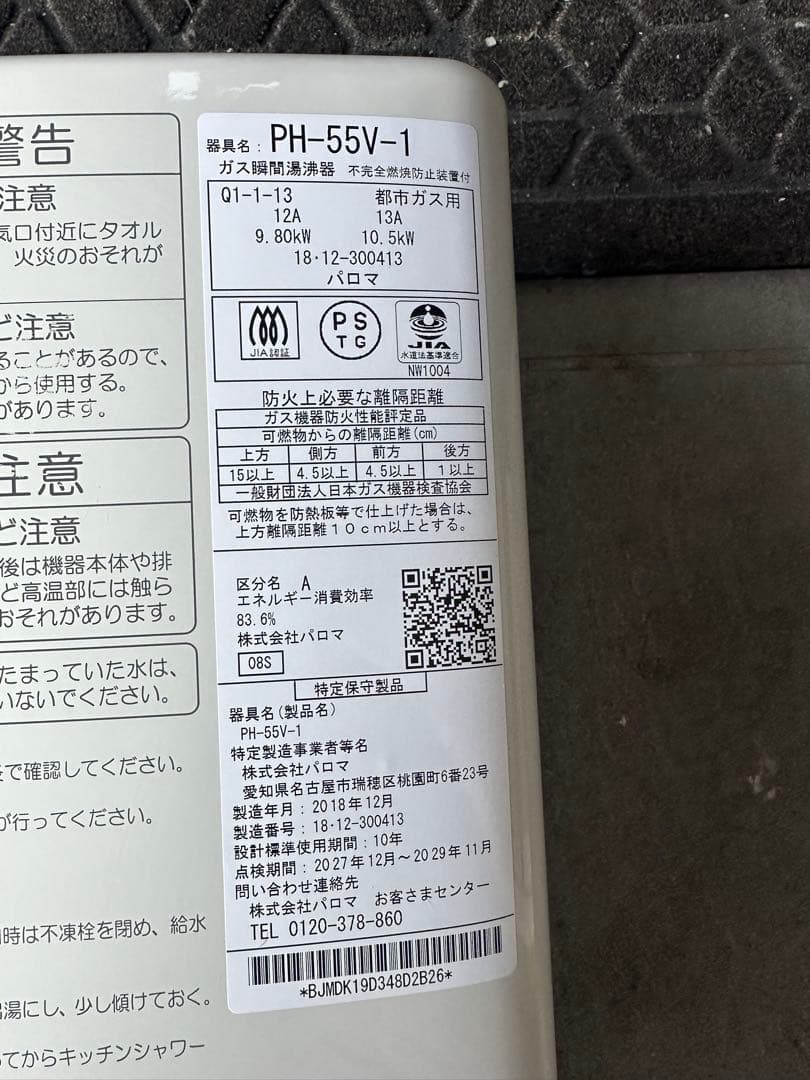 警告
注意
気口付近にタオル
火災のおそれが
ご注意
ることがあるので、
から使用する。
があります。
注意
ご注意
後は機器本体や排
ど高温部には触ら
おそれがあります。
たまっていた水は、
いないでください。
で確認してください。
が行ってください。
時は不凍栓を閉め、給水
湯にし、少し傾けておく。
てからキッチンシャワー
器具名: PH-55V-1
ガス瞬間湯沸器 不完全燃焼防止装置付
Q1-1-13 都市ガス用
12A 13A
9.80kW 10.5kW
18・12-300413
パロマ
JIA認証
PS
TG
JIA
水道法基準適合
NW1004
防火上必要な離隔距離
ガス機器防火性能評定品
可燃物からの離隔距離(cm)
上方 側方 前方 後方
15以上 4.5以上 4.5以上 1以上
一般財団法人日本ガス機器検査協会
可燃物を防熱板等で仕上げた場合は、
上方離隔距離10cm以上とする。
区分名 A
エネルギー消費効率
83.6%
株式会社パロマ
08S
特定保守製品
器具名(製品名)
PH-55V-1
特定製造事業者等名
株式会社パロマ
愛知県名古屋市瑞穂区桃園町6番23号
製造年月: 2018年12月
製造番号: 18・12-300413
設計標準使用期間: 10年
点検期間: 2027年12月~2029年11月
問い合わせ連絡先
株式会社パロマ お客さまセンター
TEL 0120-378-860
*BJMDK19D348D2B26*